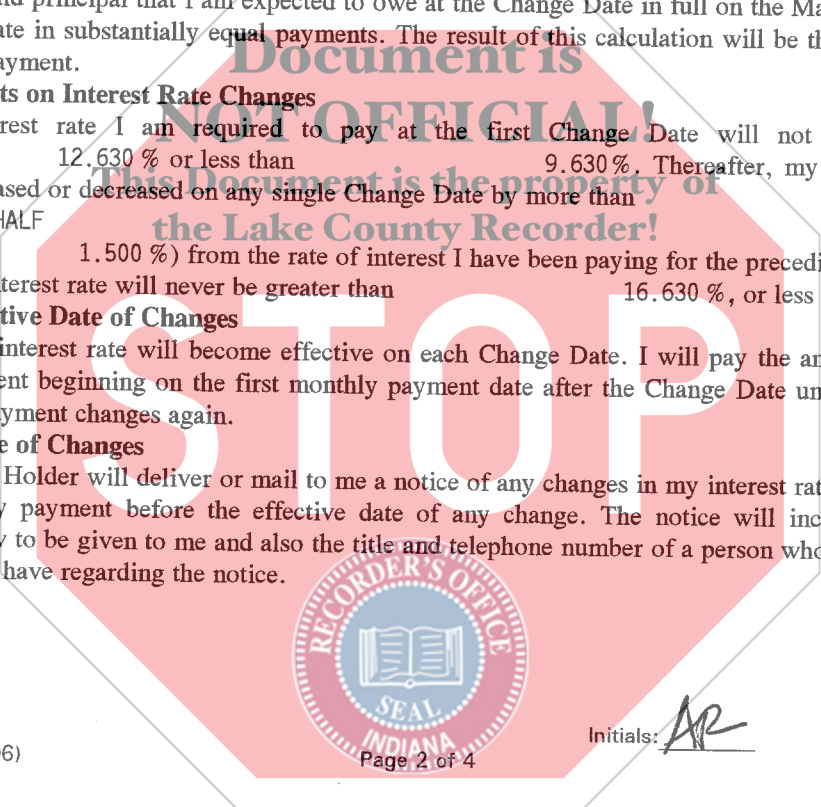 nd principal that I am expected to owe at the Change Date in full on the Ma
ate in substantially equal payments. The result of this calculation will be th
ayment.
Document is
ts on Interest Rate Changes
NOT OFFICIAL!
rest rate I am required to pay at the first Change Date will not
12.630 % or less than 9.630%. Thereafter, my
This Document is the property of
ased or decreased on any single Change Date by more than
HALF
the Lake County Recorder!
1.500 %) from the rate of interest I have been paying for the precedi
terest rate will never be greater than 16.630 %, or less
tive Date of Changes
interest rate will become effective on each Change Date. I will pay the am
ent beginning on the first monthly payment date after the Change Date un
yment changes again.
STOP
e of Changes
Holder will deliver or mail to me a notice of any changes in my interest rat
y payment before the effective date of any change. The notice will inc
y to be given to me and also the title and telephone number of a person who
have regarding the notice.
RECORDER'S OFFICE
SEAL
INDIANA
Initials: AR
06)
Page 2 of 4